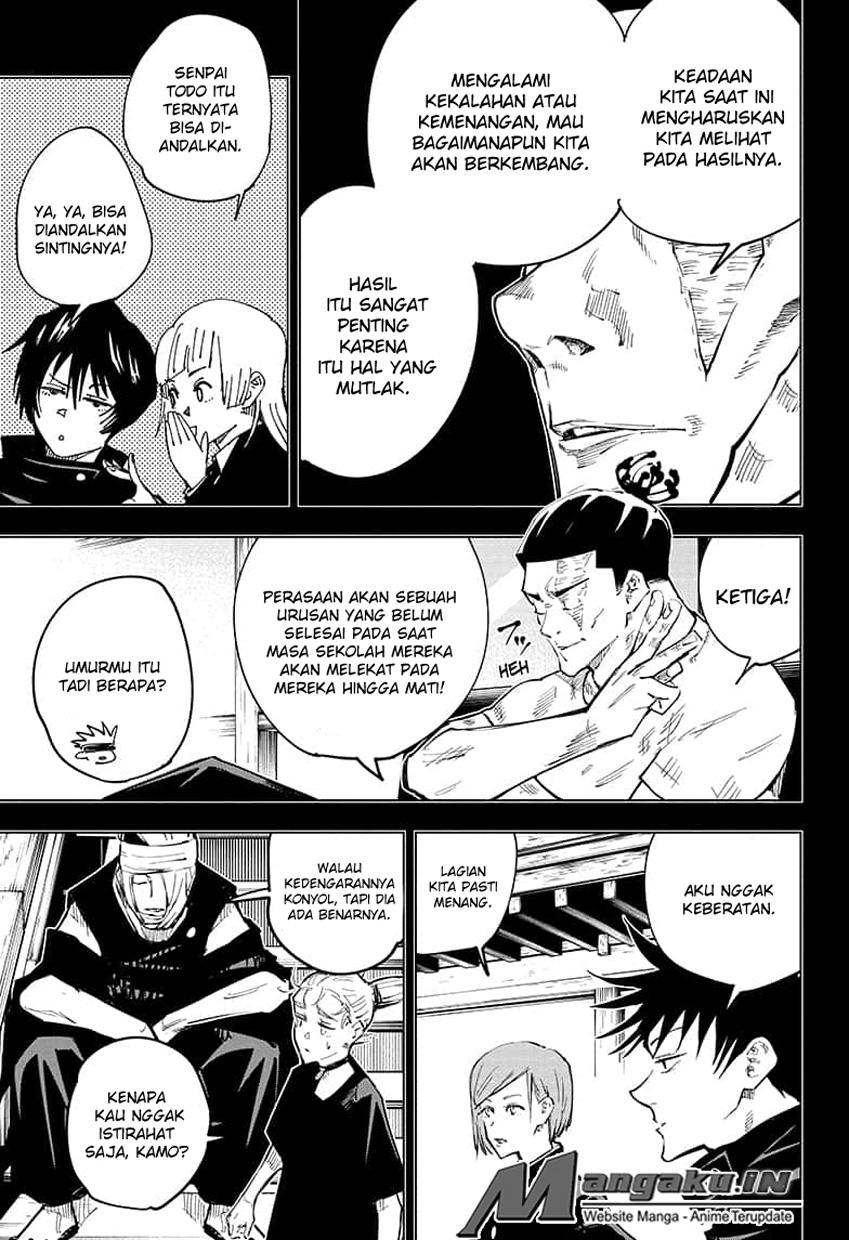 KEADAAN
KITA SAAT INI
MENGHARUSKAN
KITA MELIHAT
PADA HASILNYA.
MENGALAMI
KEKALAHAN ATAU
KEMENANGAN, MAU
BAGAIMANAPUN KITA
AKAN BERKEMBANG.
HASIL
ITU SANGAT
PENTING
KARENA
ITU HAL YANG
MUTLAK.
SENPAI
TODO ITU
TERNYATA
BISA DI-
ANDALKAN.
YA, YA, BISA
DIANDALKAN
SINTINGNYA!
KETIGA!
HEH
PERASAAN AKAN SEBUAH
URUSAN YANG BELUM
SELESAI PADA SAAT
MASA SEKOLAH MEREKA
AKAN MELEKAT PADA
MEREKA HINGGA MATI!
UMURMU ITU
TADI BERAPA?
AKU NGGAK
KEBERATAN.
LAGIAN
KITA PASTI
MENANG.
WALAU
KEDENGARANNYA
KONYOL, TAPI DIA
ADA BENARNYA.
KENAPA
KAU NGGAK
ISTIRAHAT
SAJA, KAMO?
Mangaku.iN
Website Manga - Anime Terupdate